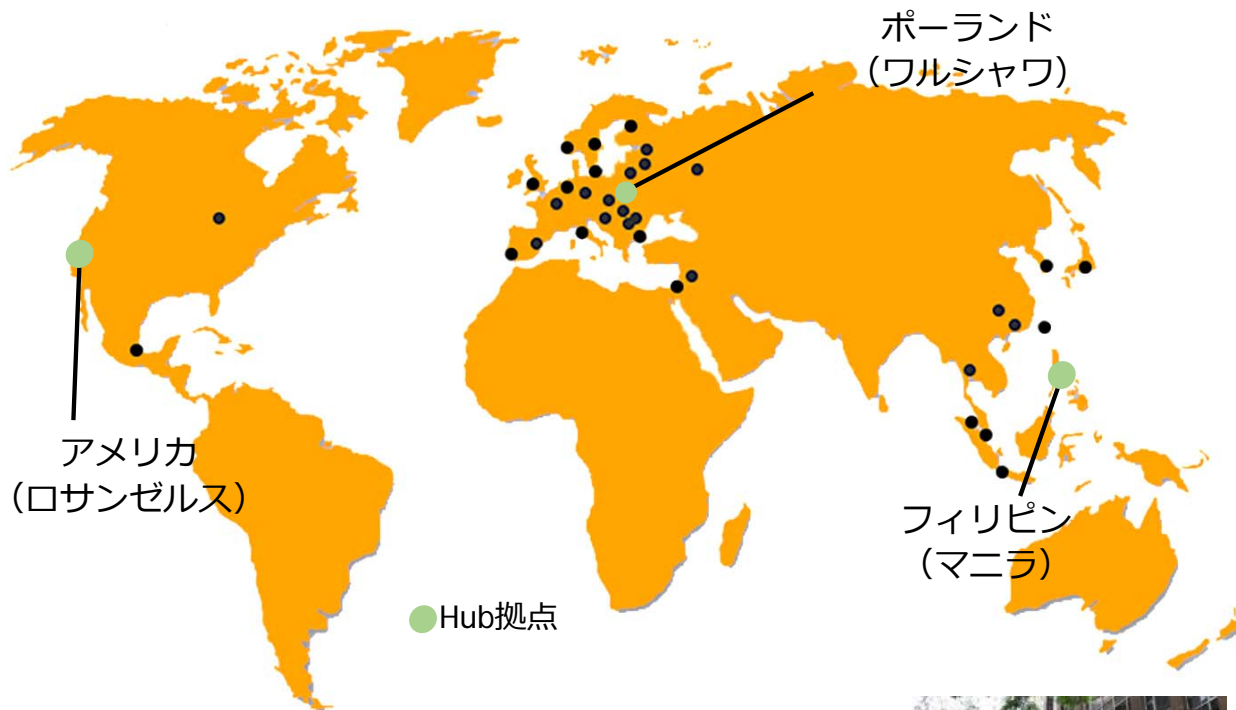 ポーランド
（ワルシャワ）
アメリカ
（ロサンゼルス）
フィリピン
（マニラ）
Hub拠点